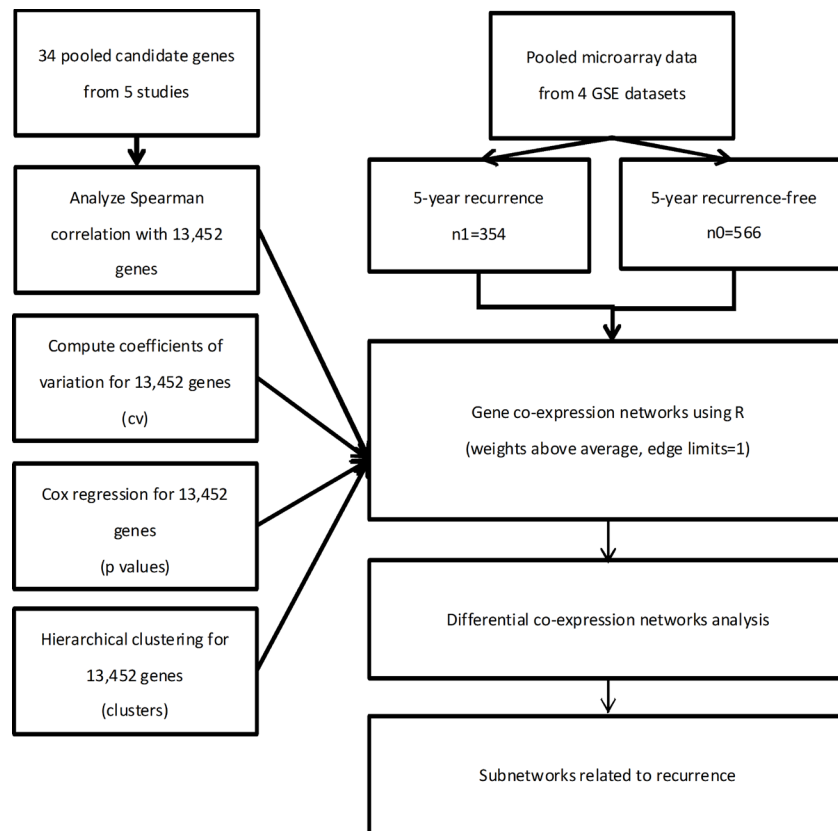 34 pooled candidate genes
from 5 studies
Analyze Spearman
correlation with 13,452
genes
Compute coefficients of
variation for 13,452 genes
(cv)
Cox regression for 13,452
genes
(p values)
Hierarchical clustering for
13,452 genes
(clusters)
Pooled microarray data
from 4 GSE datasets
5-year recurrence
n1=354
5-year recurrence-free
n0=566
Gene co-expression networks using R
(weights above average, edge limits=1)
Differential co-expression networks analysis
Subnetworks related to recurrence